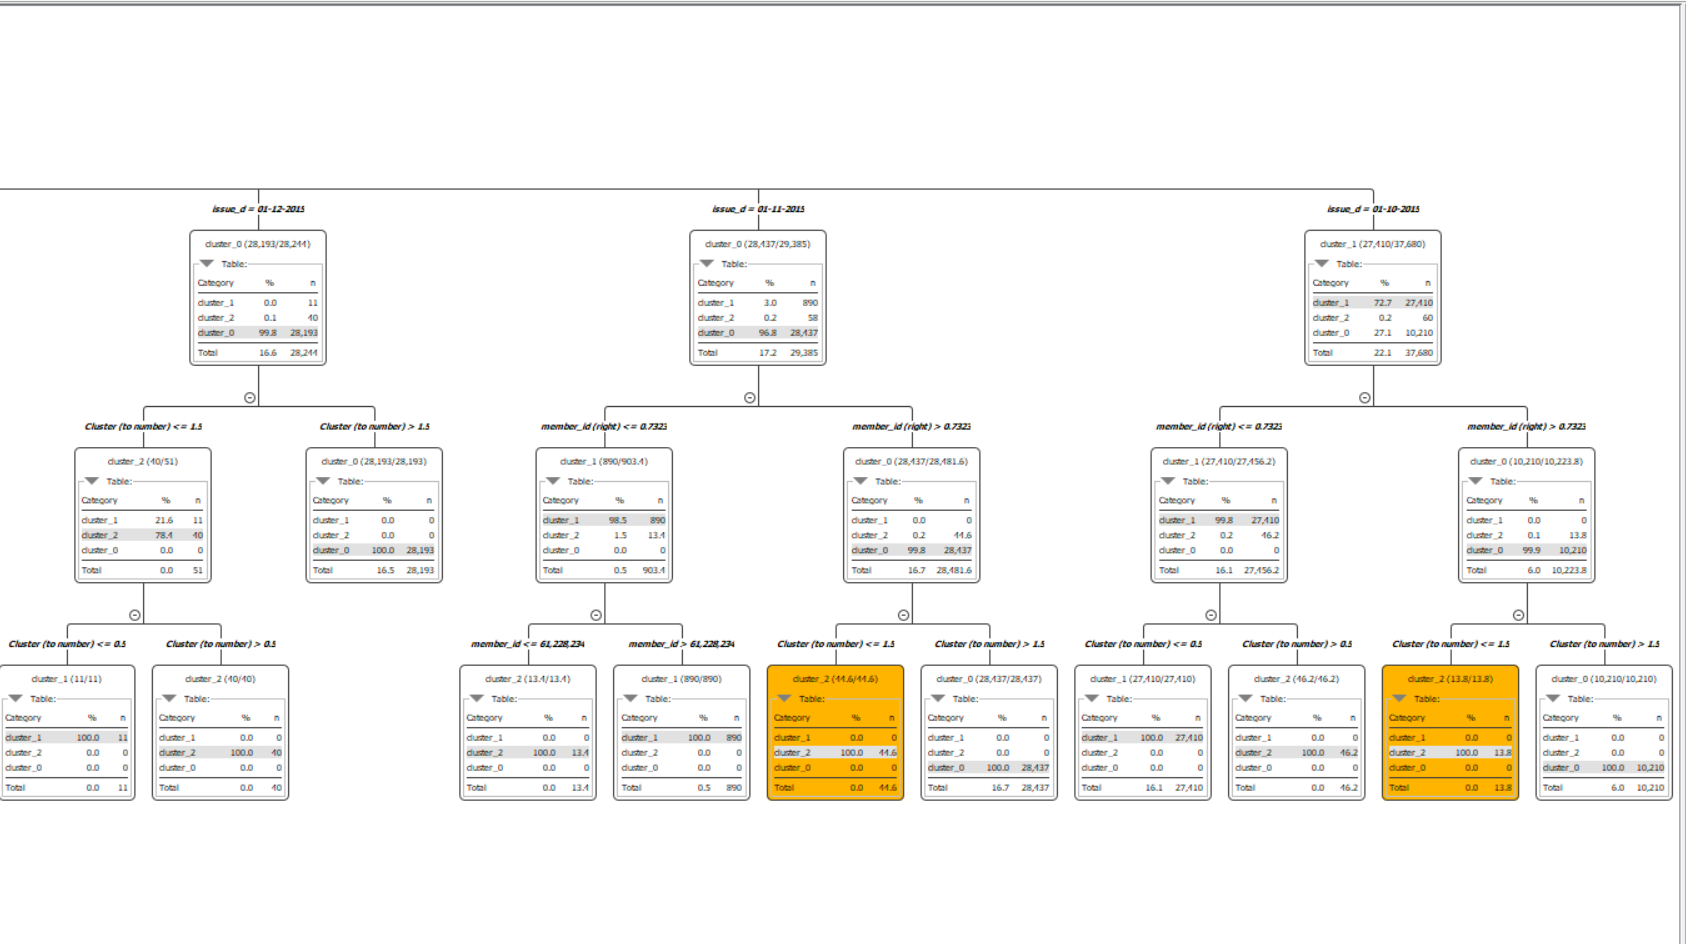 issue_d = 01-12-2015
issue_d = 01-11-2015
issue_d = 01-10-2015
cluster_0 (28,193/28,244)
Table:
Category % n
cluster_1 0.0 11
cluster_2 0.1 40
cluster_0 99.8 28,193
Total 16.6 28,244
cluster_0 (28,437/29,385)
Table:
Category % n
cluster_1 3.0 890
cluster_2 0.2 58
cluster_0 96.8 28,437
Total 17.2 29,385
cluster_1 (27,410/37,680)
Table:
Category % n
cluster_1 72.7 27,410
cluster_2 0.2 60
cluster_0 27.1 10,210
Total 22.1 37,680
Cluster (to number) <= 1.5
Cluster (to number) > 1.5
member_id (right) <= 0.7323
member_id (right) > 0.7323
member_id (right) <= 0.7323
member_id (right) > 0.7323
cluster_2 (40/51)
Table:
Category % n
cluster_1 21.6 11
cluster_2 78.4 40
cluster_0 0.0 0
Total 0.0 51
cluster_0 (28,193/28,193)
Table:
Category % n
cluster_1 0.0 0
cluster_2 0.0 0
cluster_0 100.0 28,193
Total 16.5 28,193
cluster_1 (890/903.4)
Table:
Category % n
cluster_1 98.5 890
cluster_2 1.5 13.4
cluster_0 0.0 0
Total 0.5 903.4
cluster_0 (28,437/28,481.6)
Table:
Category % n
cluster_1 0.0 0
cluster_2 0.2 44.6
cluster_0 99.8 28,437
Total 16.7 28,481.6
cluster_1 (27,410/27,456.2)
Table:
Category % n
cluster_1 99.8 27,410
cluster_2 0.2 46.2
cluster_0 0.0 0
Total 16.1 27,456.2
cluster_0 (10,210/10,223.8)
Table:
Category % n
cluster_1 0.0 0
cluster_2 0.1 13.8
cluster_0 99.9 10,210
Total 6.0 10,223.8
Cluster (to number) <= 0.5
Cluster (to number) > 0.5
member_id <= 61,228,234
member_id > 61,228,234
Cluster (to number) <= 1.5
Cluster (to number) > 1.5
Cluster (to number) <= 0.5
Cluster (to number) > 0.5
Cluster (to number) <= 1.5
Cluster (to number) > 1.5
cluster_1 (11/11)
Table:
Category % n
cluster_1 100.0 11
cluster_2 0.0 0
cluster_0 0.0 0
Total 0.0 11
cluster_2 (40/40)
Table:
Category % n
cluster_1 0.0 0
cluster_2 100.0 40
cluster_0 0.0 0
Total 0.0 40
cluster_2 (13.4/13.4)
Table:
Category % n
cluster_1 0.0 0
cluster_2 100.0 13.4
cluster_0 0.0 0
Total 0.0 13.4
cluster_1 (890/890)
Table:
Category % n
cluster_1 100.0 890
cluster_2 0.0 0
cluster_0 0.0 0
Total 0.5 890
cluster_2 (44.6/44.6)
Table:
Category % n
cluster_1 0.0 0
cluster_2 100.0 44.6
cluster_0 0.0 0
Total 0.0 44.6
cluster_0 (28,437/28,437)
Table:
Category % n
cluster_1 0.0 0
cluster_2 0.0 0
cluster_0 100.0 28,437
Total 16.7 28,437
cluster_1 (27,410/27,410)
Table:
Category % n
cluster_1 100.0 27,410
cluster_2 0.0 0
cluster_0 0.0 0
Total 16.1 27,410
cluster_2 (46.2/46.2)
Table:
Category % n
cluster_1 0.0 0
cluster_2 100.0 46.2
cluster_0 0.0 0
Total 0.0 46.2
cluster_2 (13.8/13.8)
Table:
Category % n
cluster_1 0.0 0
cluster_2 100.0 13.8
cluster_0 0.0 0
Total 0.0 13.8
cluster_0 (10,210/10,210)
Table:
Category % n
cluster_1 0.0 0
cluster_2 0.0 0
cluster_0 100.0 10,210
Total 6.0 10,210